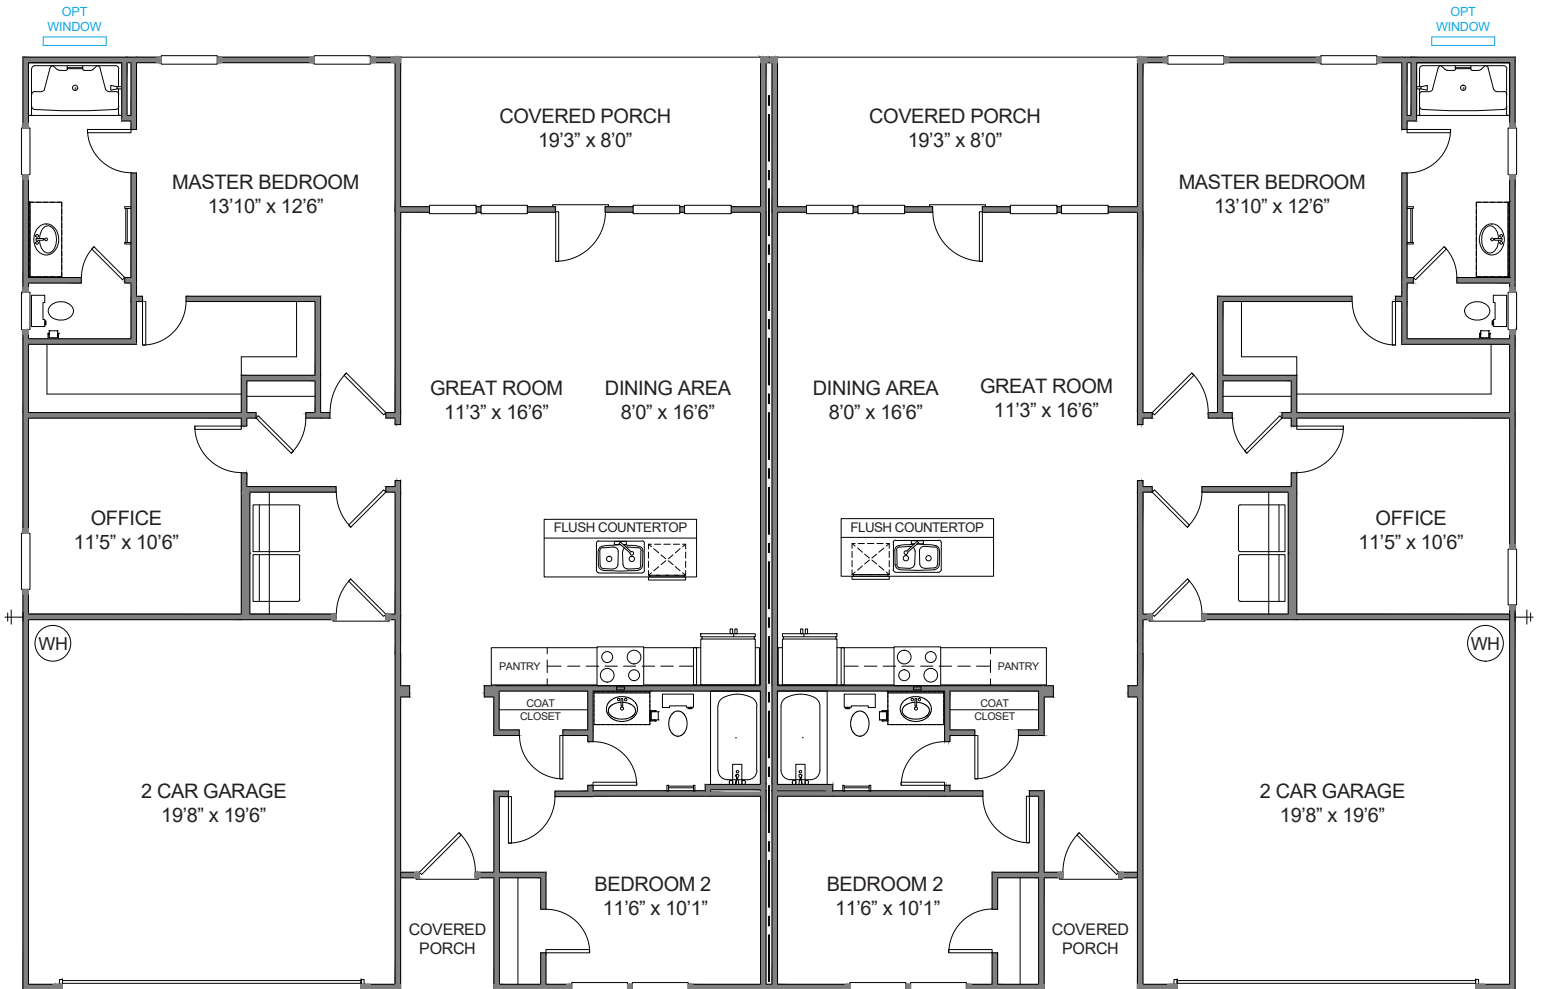 OPT
WINDOW
OPT
WINDOW
COVERED PORCH
19’3” x 8’0”
COVERED PORCH
19’3” x 8’0”
MASTER BEDROOM
13’10” x 12’6”
MASTER BEDROOM
13’10” x 12’6”
GREAT ROOM
11’3” x 16’6”
DINING AREA
8’0” x 16’6”
DINING AREA
8’0” x 16’6”
GREAT ROOM
11’3” x 16’6”
OFFICE
11’5” x 10’6”
FLUSH COUNTERTOP
FLUSH COUNTERTOP
OFFICE
11’5” x 10’6”
WH
WH
PANTRY
PANTRY
COAT
CLOSET
COAT
CLOSET
2 CAR GARAGE
19’8” x 19’6”
2 CAR GARAGE
19’8” x 19’6”
BEDROOM 2
11’6” x 10’1”
BEDROOM 2
11’6” x 10’1”
COVERED
PORCH
COVERED
PORCH